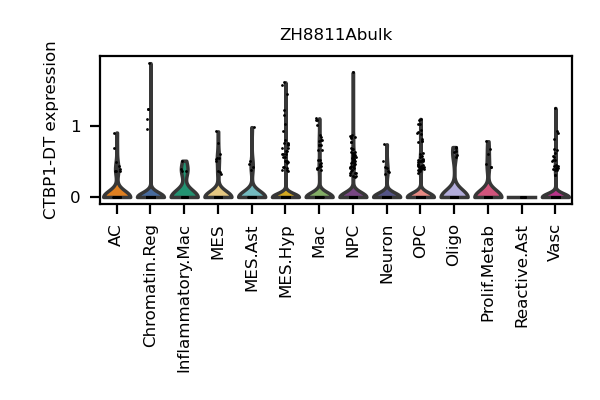 ZH8811Abulk
CTBP1-DT expression
1
0
AC
Chromatin.Reg
Inflammatory.Mac
MES
MES.Ast
MES.Hyp
Mac
NPC
Neuron
OPC
Oligo
Prolif.Metab
Reactive.Ast
Vasc